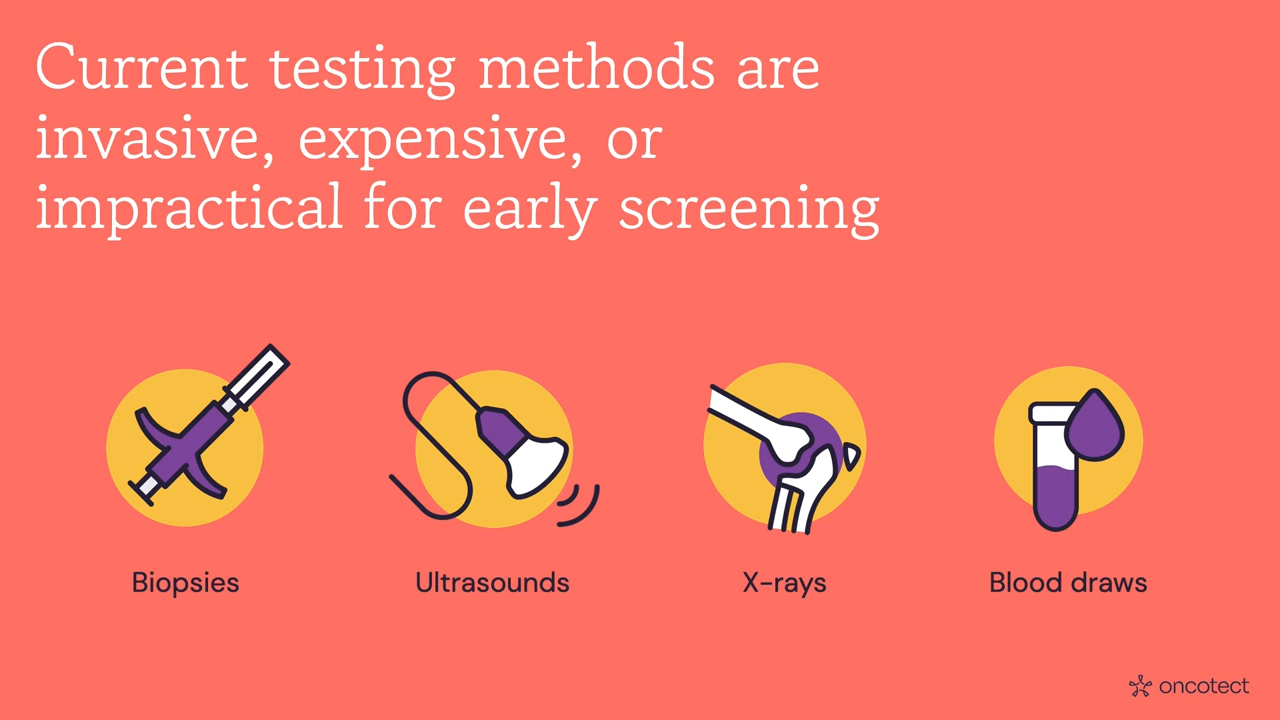 Current testing methods are
invasive, expensive, or
impractical for early screening
Biopsies
Ultrasounds
X-rays
Blood draws
oncotect